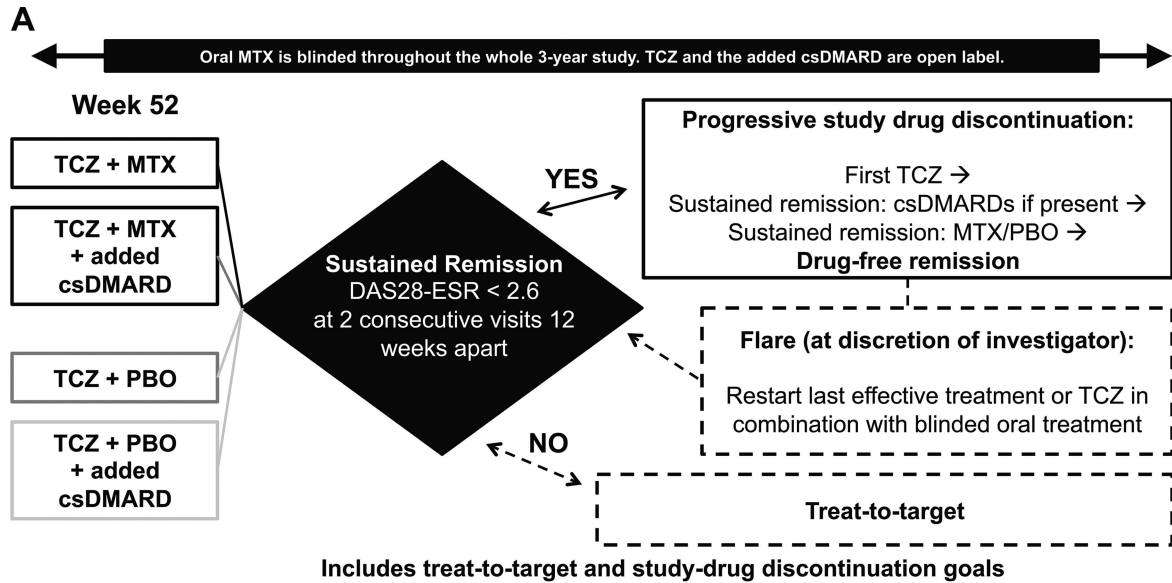 A
Oral MTX is blinded throughout the whole 3-year study. TCZ and the added csDMARD are open label.
Week 52
TCZ + MTX
TCZ + MTX
+ added
csDMARD
TCZ + PBO
TCZ + PBO
+ added
csDMARD
Sustained Remission
DAS28-ESR < 2.6
at 2 consecutive visits 12
weeks apart
YES
Progressive study drug discontinuation:
First TCZ →
Sustained remission: csDMARDs if present →
Sustained remission: MTX/PBO →
Drug-free remission
Flare (at discretion of investigator):
Restart last effective treatment or TCZ in
combination with blinded oral treatment
NO
Treat-to-target
Includes treat-to-target and study-drug discontinuation goals